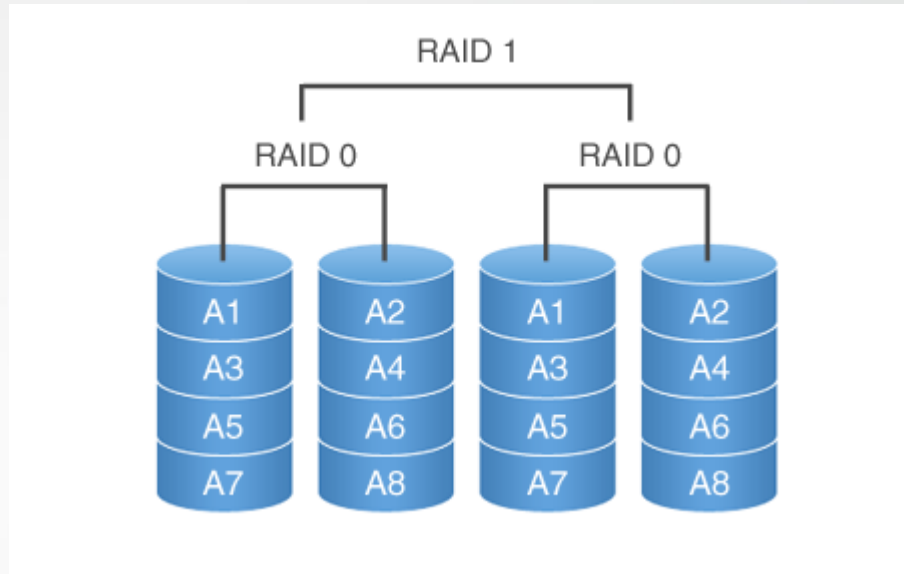 RAID 1
RAID 0 RAID 0
A1 A2 A1 A2
A3 A4 A3 A4
A5 A6 A5 A6
A7 A8 A7 A8